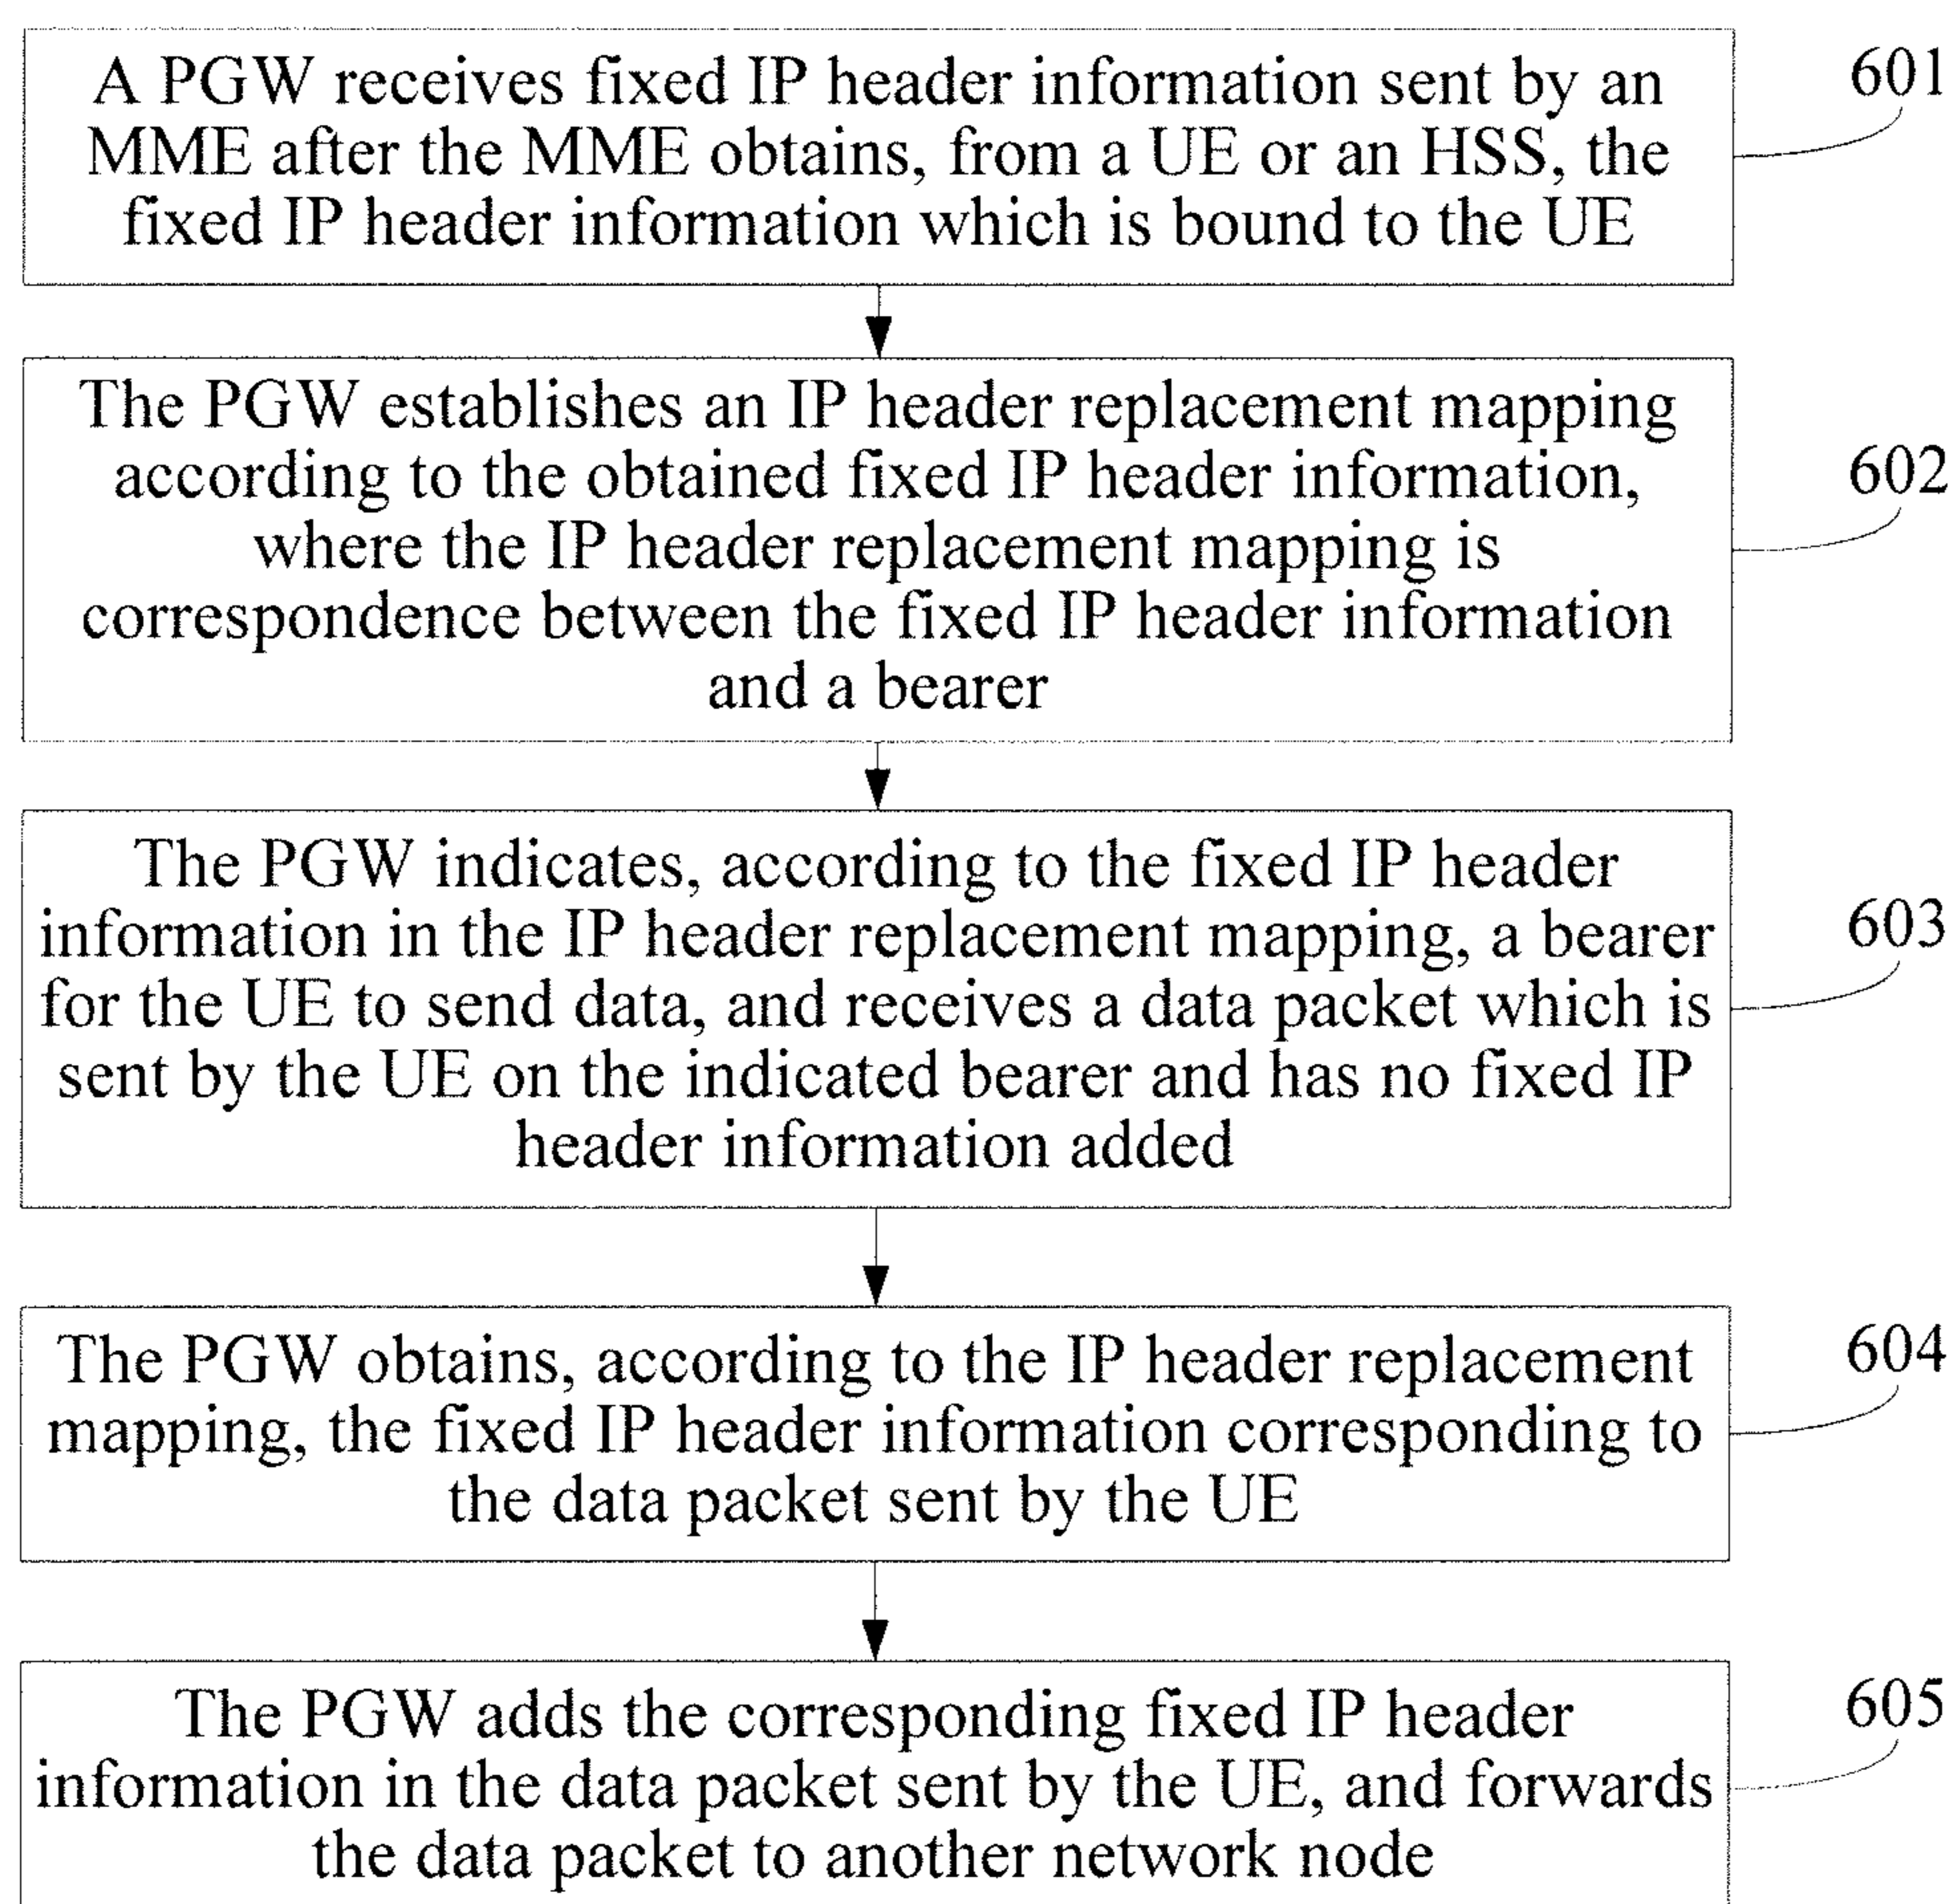 A PGW receives fixed IP header information sent by an
MME after the MME obtains, from a UE or an HSS, the
fixed IP header information which is bound to the UE
601
The PGW establishes an IP header replacement mapping
according to the obtained fixed IP header information,
where the IP header replacement mapping is
correspondence between the fixed IP header information
and a bearer
602
The PGW indicates, according to the fixed IP header
information in the IP header replacement mapping, a bearer
for the UE to send data, and receives a data packet which is
sent by the UE on the indicated bearer and has no fixed IP
header information added
603
The PGW obtains, according to the IP header replacement
mapping, the fixed IP header information corresponding to
the data packet sent by the UE
604
The PGW adds the corresponding fixed IP header
information in the data packet sent by the UE, and forwards
the data packet to another network node
605